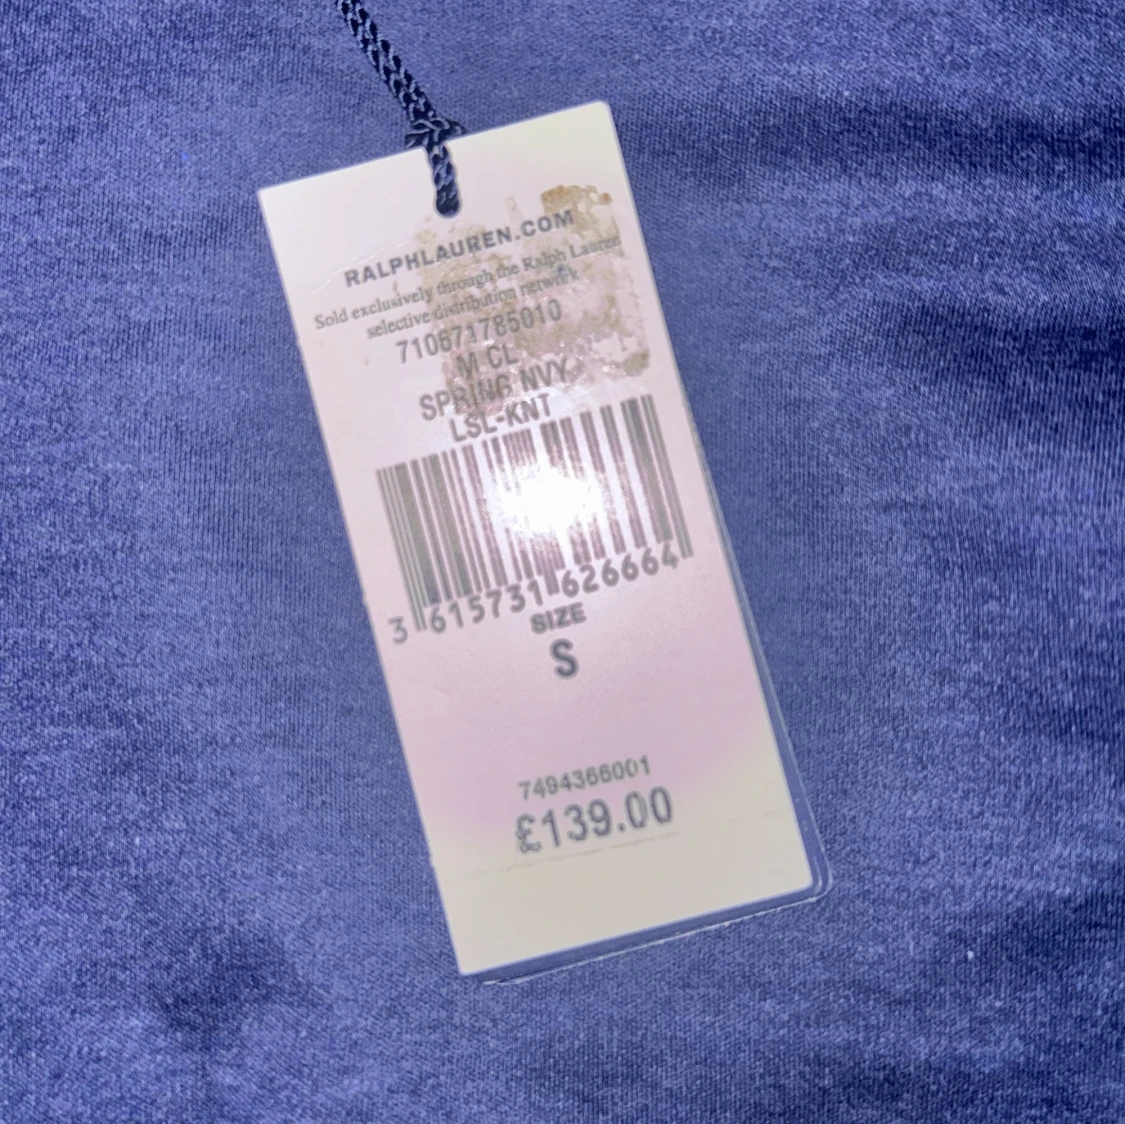 RALPHLAUREN.COM
Sold exclusively through the Ralph Lauren
selective distribution network
710671785010
M CL
SPRING NVY
LSL-KNT
3 615731 626664
SIZE
S
7494366001
£139.00